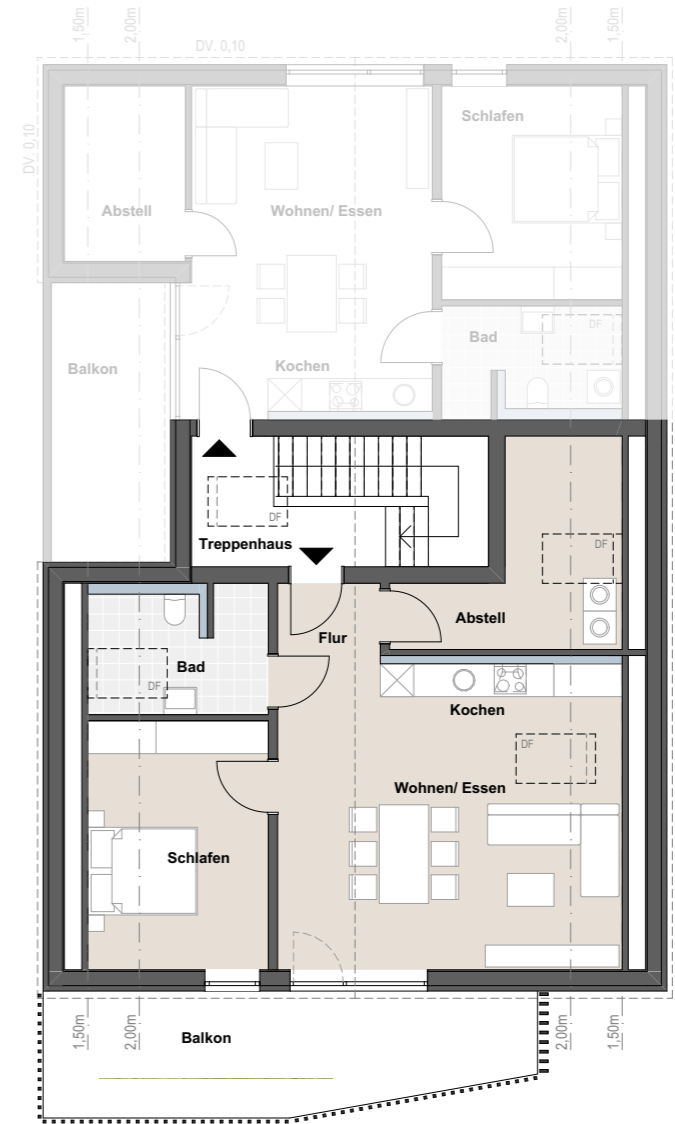 1,50m
2,00m
2,00m
1,50m
DV. 0,10
DV. 0,10
Schlafen
Abstell
Wohnen/ Essen
DF
Bad
Balkon
Kochen
DF
Treppenhaus
DF
Abstell
Flur
Bad
DF
Kochen
DF
Wohnen/ Essen
Schlafen
1,50m
2,00m
2,00m
1,50m
Balkon